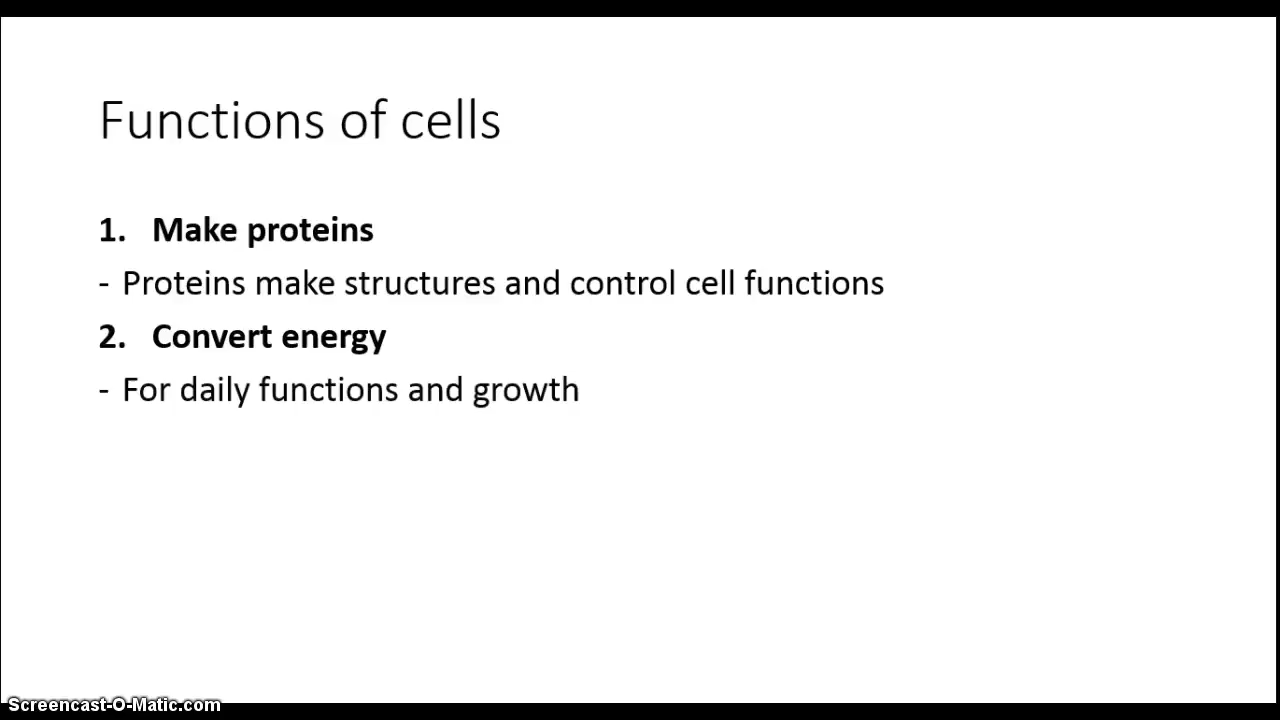 Functions of cells
1. Make proteins
- Proteins make structures and control cell functions
2. Convert energy
- For daily functions and growth
Screencast-O-Matic.com